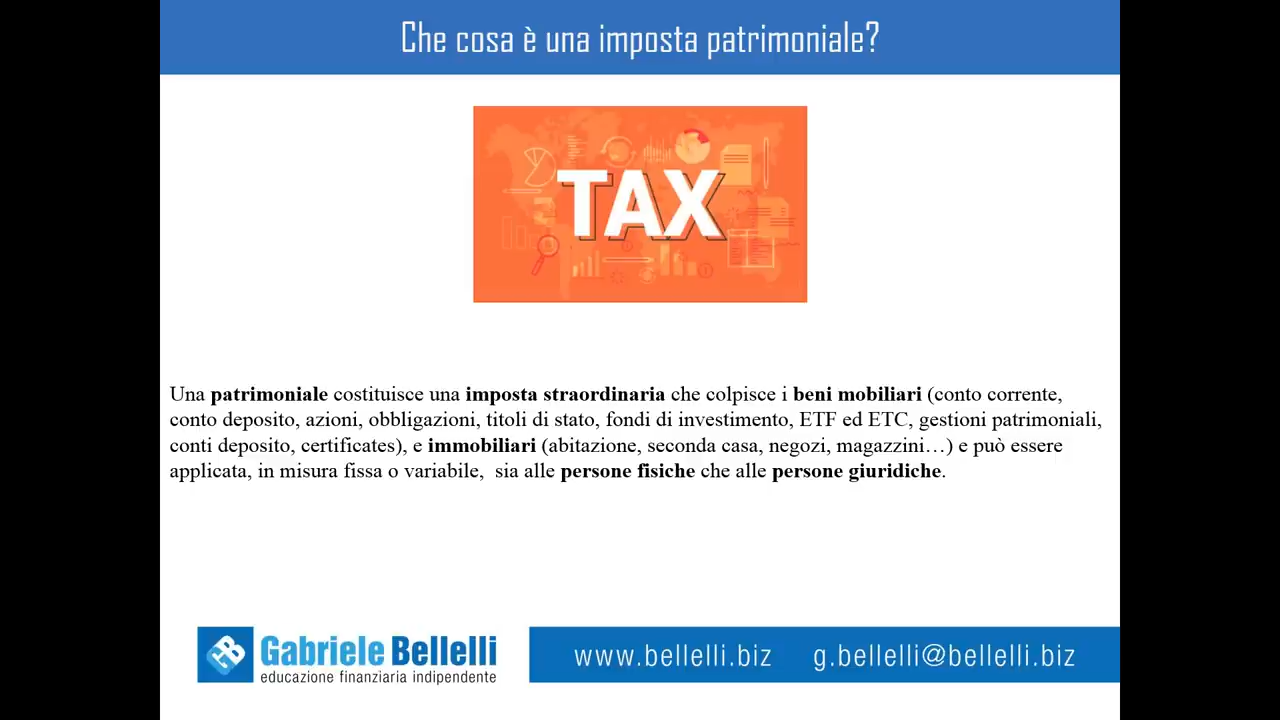 Che cosa è una imposta patrimoniale?
TAX
Una patrimoniale costituisce una imposta straordinaria che colpisce i beni mobiliari (conto corrente,
conto deposito, azioni, obbligazioni, titoli di stato, fondi di investimento, ETF ed ETC, gestioni patrimoniali,
conti deposito, certificates), e immobiliari (abitazione, seconda casa, negozi, magazzini…) e può essere
applicata, in misura fissa o variabile,  sia alle persone fisiche che alle persone giuridiche.
Gabriele Bellelli
educazione finanziaria indipendente
www.bellelli.biz g.bellelli@bellelli.biz